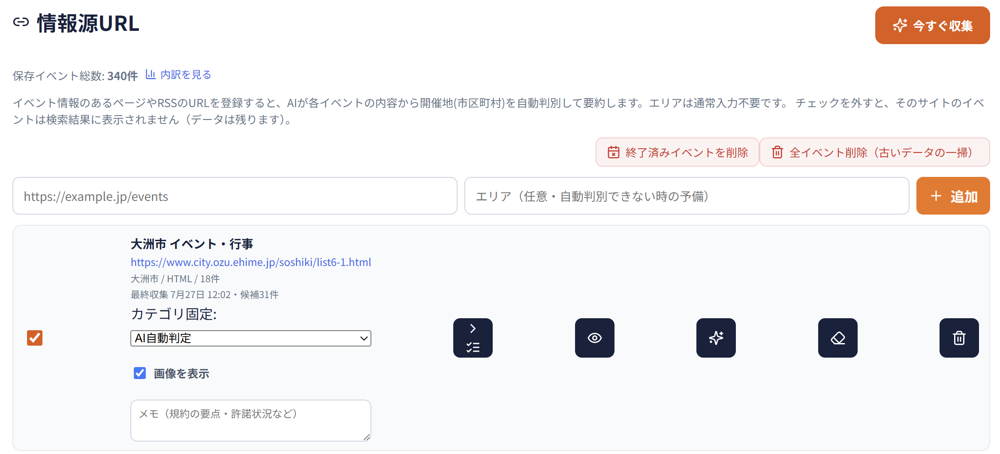 情報源URL
今すぐ収集
保存イベント総数: 340件 内訳を見る
イベント情報のあるページやRSSのURLを登録すると、AIが各イベントの内容から開催地(市区町村)を自動判別して要約します。エリアは通常入力不要です。 チェックを外すと、そのサイトのイベ
ントは検索結果に表示されません（データは残ります）。
終了済みイベントを削除
全イベント削除（古いデータの一掃）
https://example.jp/events
エリア（任意・自動判別できない時の予備）
追加
大洲市 イベント・行事
https://www.city.ozu.ehime.jp/soshiki/list6-1.html
大洲市 / HTML / 18件
最終収集 7月27日 12:02・候補31件
カテゴリ固定:
AI自動判定
画像を表示
メモ（規約の要点・許諾状況など）